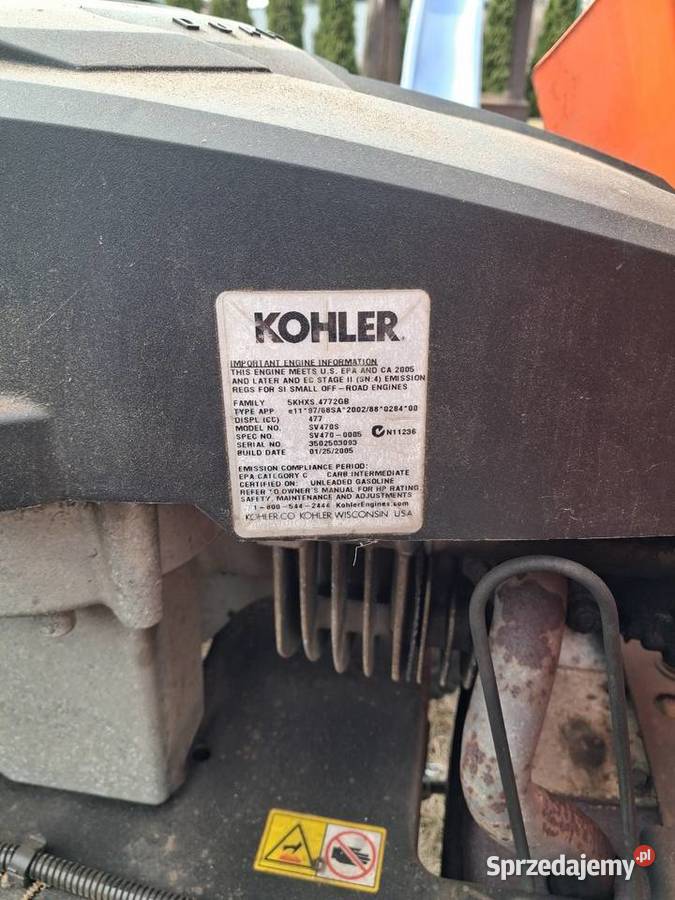 KOHLER
IMPORTANT ENGINE INFORMATION
THIS ENGINE MEETS U.S. EPA AND CA 2005
AND LATER AND EC STAGE II (SN:4) EMISSION
REGS FOR SI SMALL OFF-ROAD ENGINES
FAMILY 5KHXS.4772GB
TYPE APP e11*97/68SA*2002/88*0284*00
DISPL.(CC) 477
MODEL NO. SV470S
SPEC NO. SV470-0005 N11236
SERIAL NO. 3502503093
BUILD DATE 01/25/2005
EMISSION COMPLIANCE PERIOD:
EPA:CATEGORY C CARB:INTERMEDIATE
CERTIFIED ON: UNLEADED GASOLINE
REFER TO OWNER'S MANUAL FOR HP RATING,
SAFETY, MAINTENANCE AND ADJUSTMENTS
1-800-544-2444 KohlerEngines.com
KOHLER CO. KOHLER, WISCONSIN USA
Sprzedajemy.pl